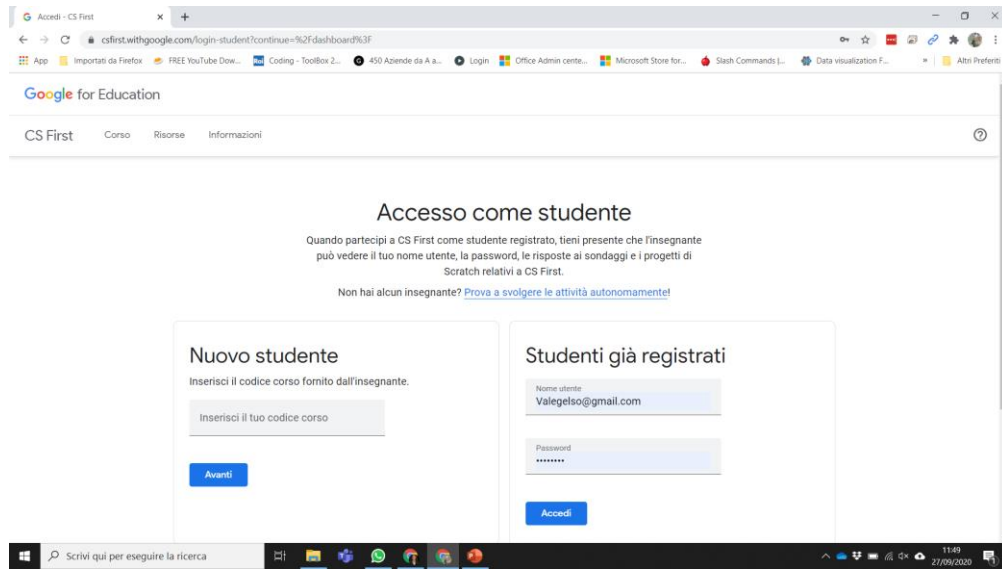 Accedi - CS First
csfirst.withgoogle.com/login-student?continue=%2Fdashboard%3F
App Importati da Firefox FREE YouTube Dow... Rai Coding - ToolBox 2... 450 Aziende da A a... Login Office Admin cente... Microsoft Store for... Slash Commands |... Data visualization F... » Altri Preferiti
Google for Education
CS First Corso Risorse Informazioni
Accesso come studente
Quando partecipi a CS First come studente registrato, tieni presente che l'insegnante
può vedere il tuo nome utente, la password, le risposte ai sondaggi e i progetti di
Scratch relativi a CS First.
Non hai alcun insegnante? Prova a svolgere le attività autonomamente!
Nuovo studente
Inserisci il codice corso fornito dall'insegnante.
Inserisci il tuo codice corso
Avanti
Studenti già registrati
Nome utente
Valegelso@gmail.com
Password
••••••••
Accedi
Scrivi qui per eseguire la ricerca
11:49
27/09/2020